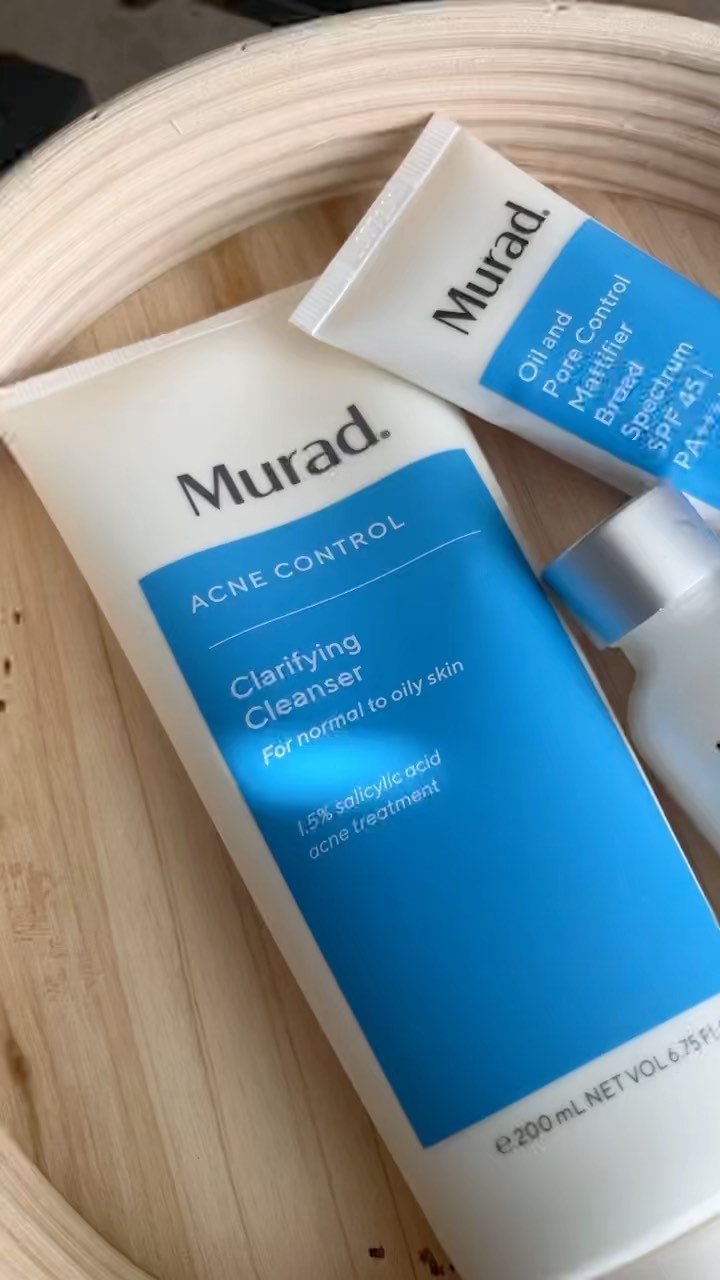 Murad.
Oil and
Pore Control
Mattifier
Broad
Spectrum
SPF 45 |
Murad.
ACNE CONTROL
Clarifying
Cleanser
For normal to oily skin
1.5% salicylic acid
acne treatment
e 200 mL NET VOL 6.75 FL